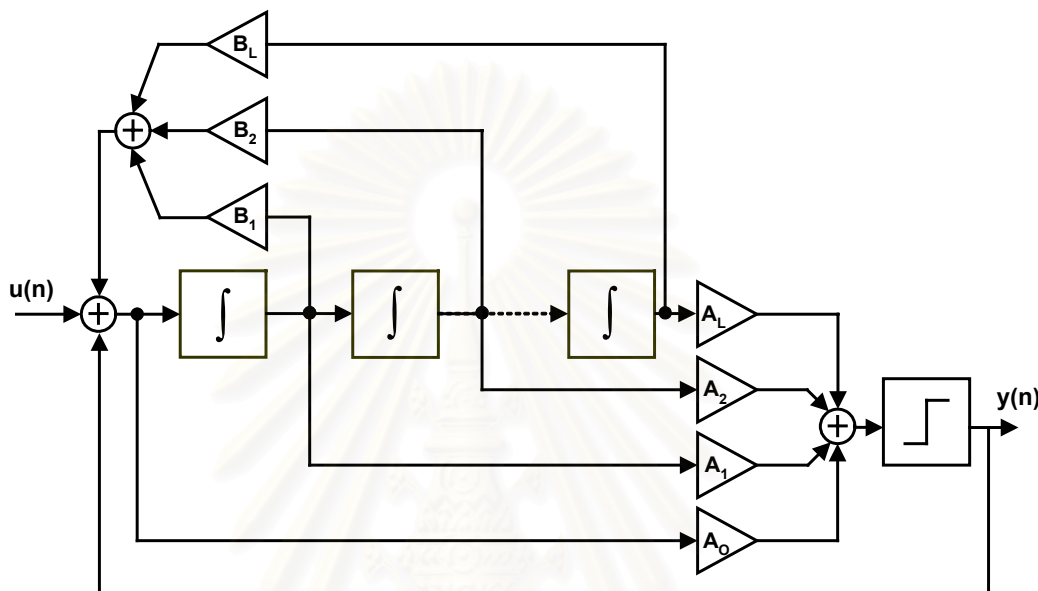 B_L
B_2
B_1
u(n)
∫ ∫ ∫
A_L
A_2
y(n)
A_1
A_O